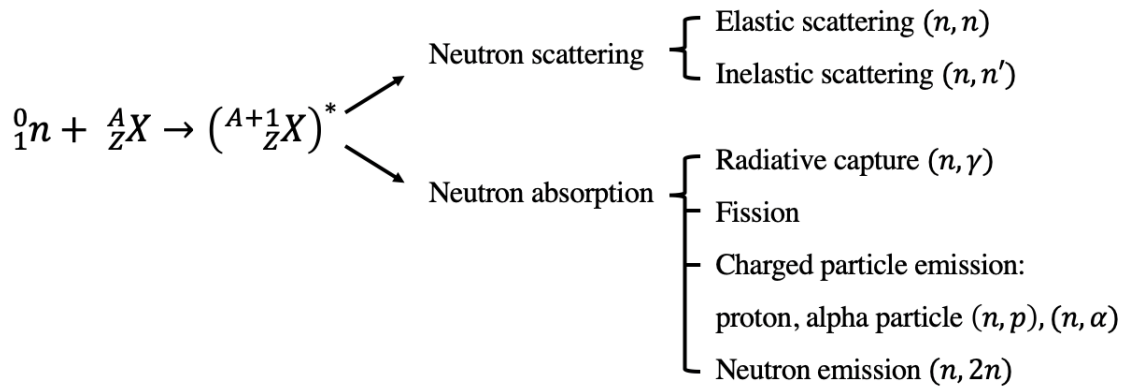 Neutron scattering
Elastic scattering (n, n)
Inelastic scattering (n, n′)
⁰₁n + ᴬ_ZX → (ᴬ⁺¹_ZX)*
Neutron absorption
Radiative capture (n, γ)
Fission
Charged particle emission:
proton, alpha particle (n, p), (n, α)
Neutron emission (n, 2n)